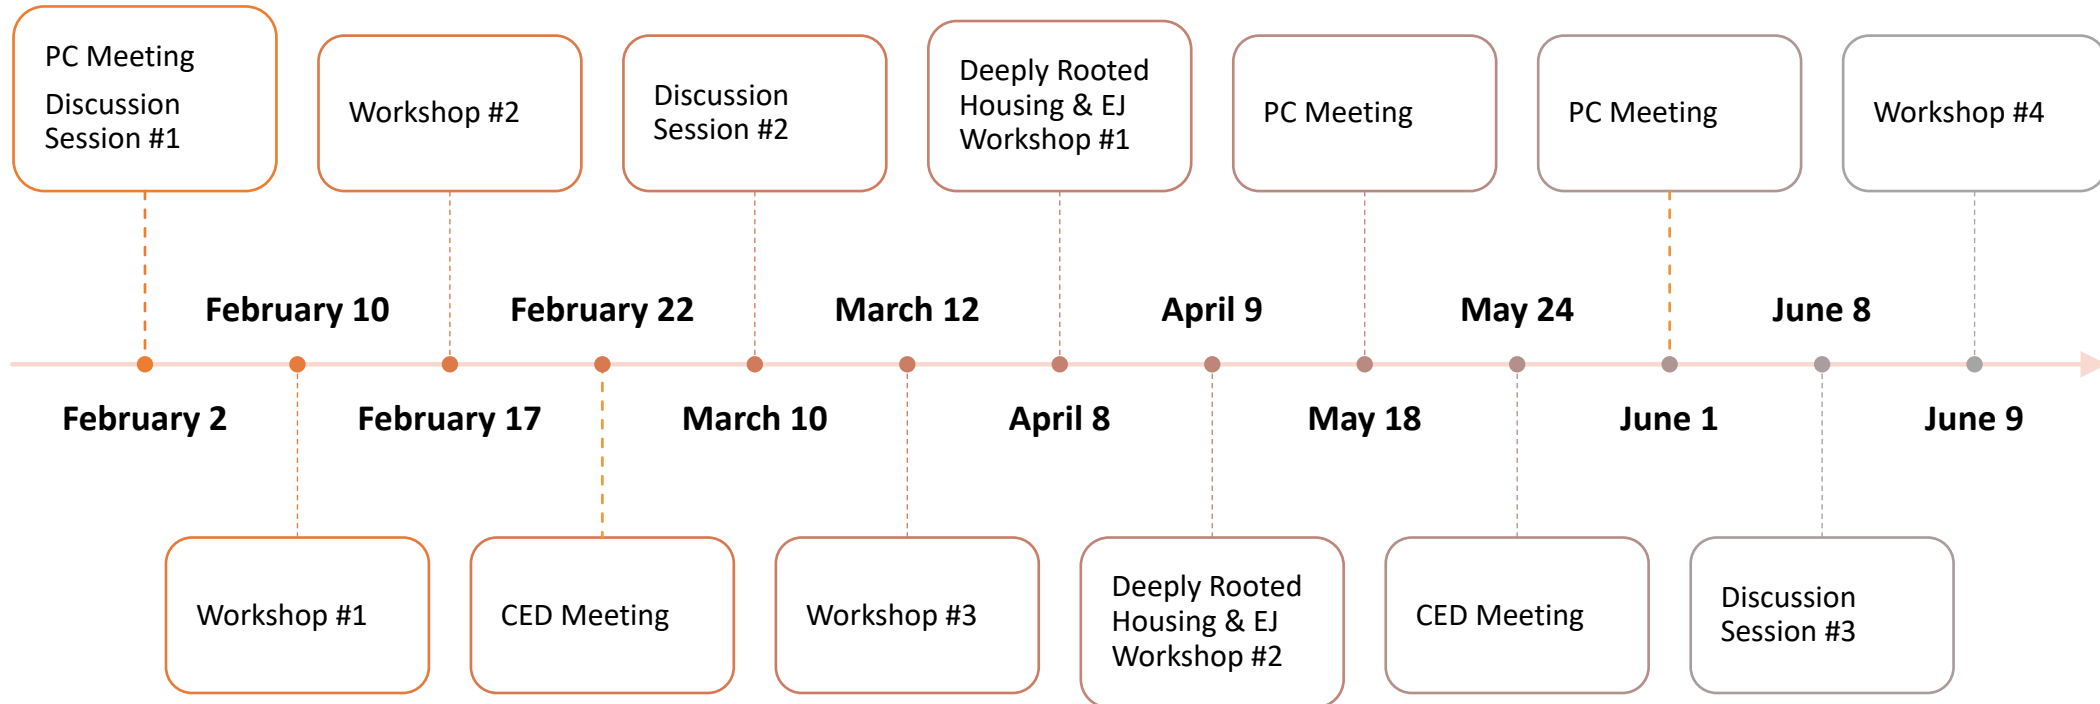 PC Meeting
Discussion
Session #1
Workshop #2
Discussion
Session #2
Deeply Rooted
Housing & EJ
Workshop #1
PC Meeting
PC Meeting
Workshop #4
February 10
February 22
March 12
April 9
May 24
June 8
February 2
February 17
March 10
April 8
May 18
June 1
June 9
Workshop #1
CED Meeting
Workshop #3
Deeply Rooted
Housing & EJ
Workshop #2
CED Meeting
Discussion
Session #3